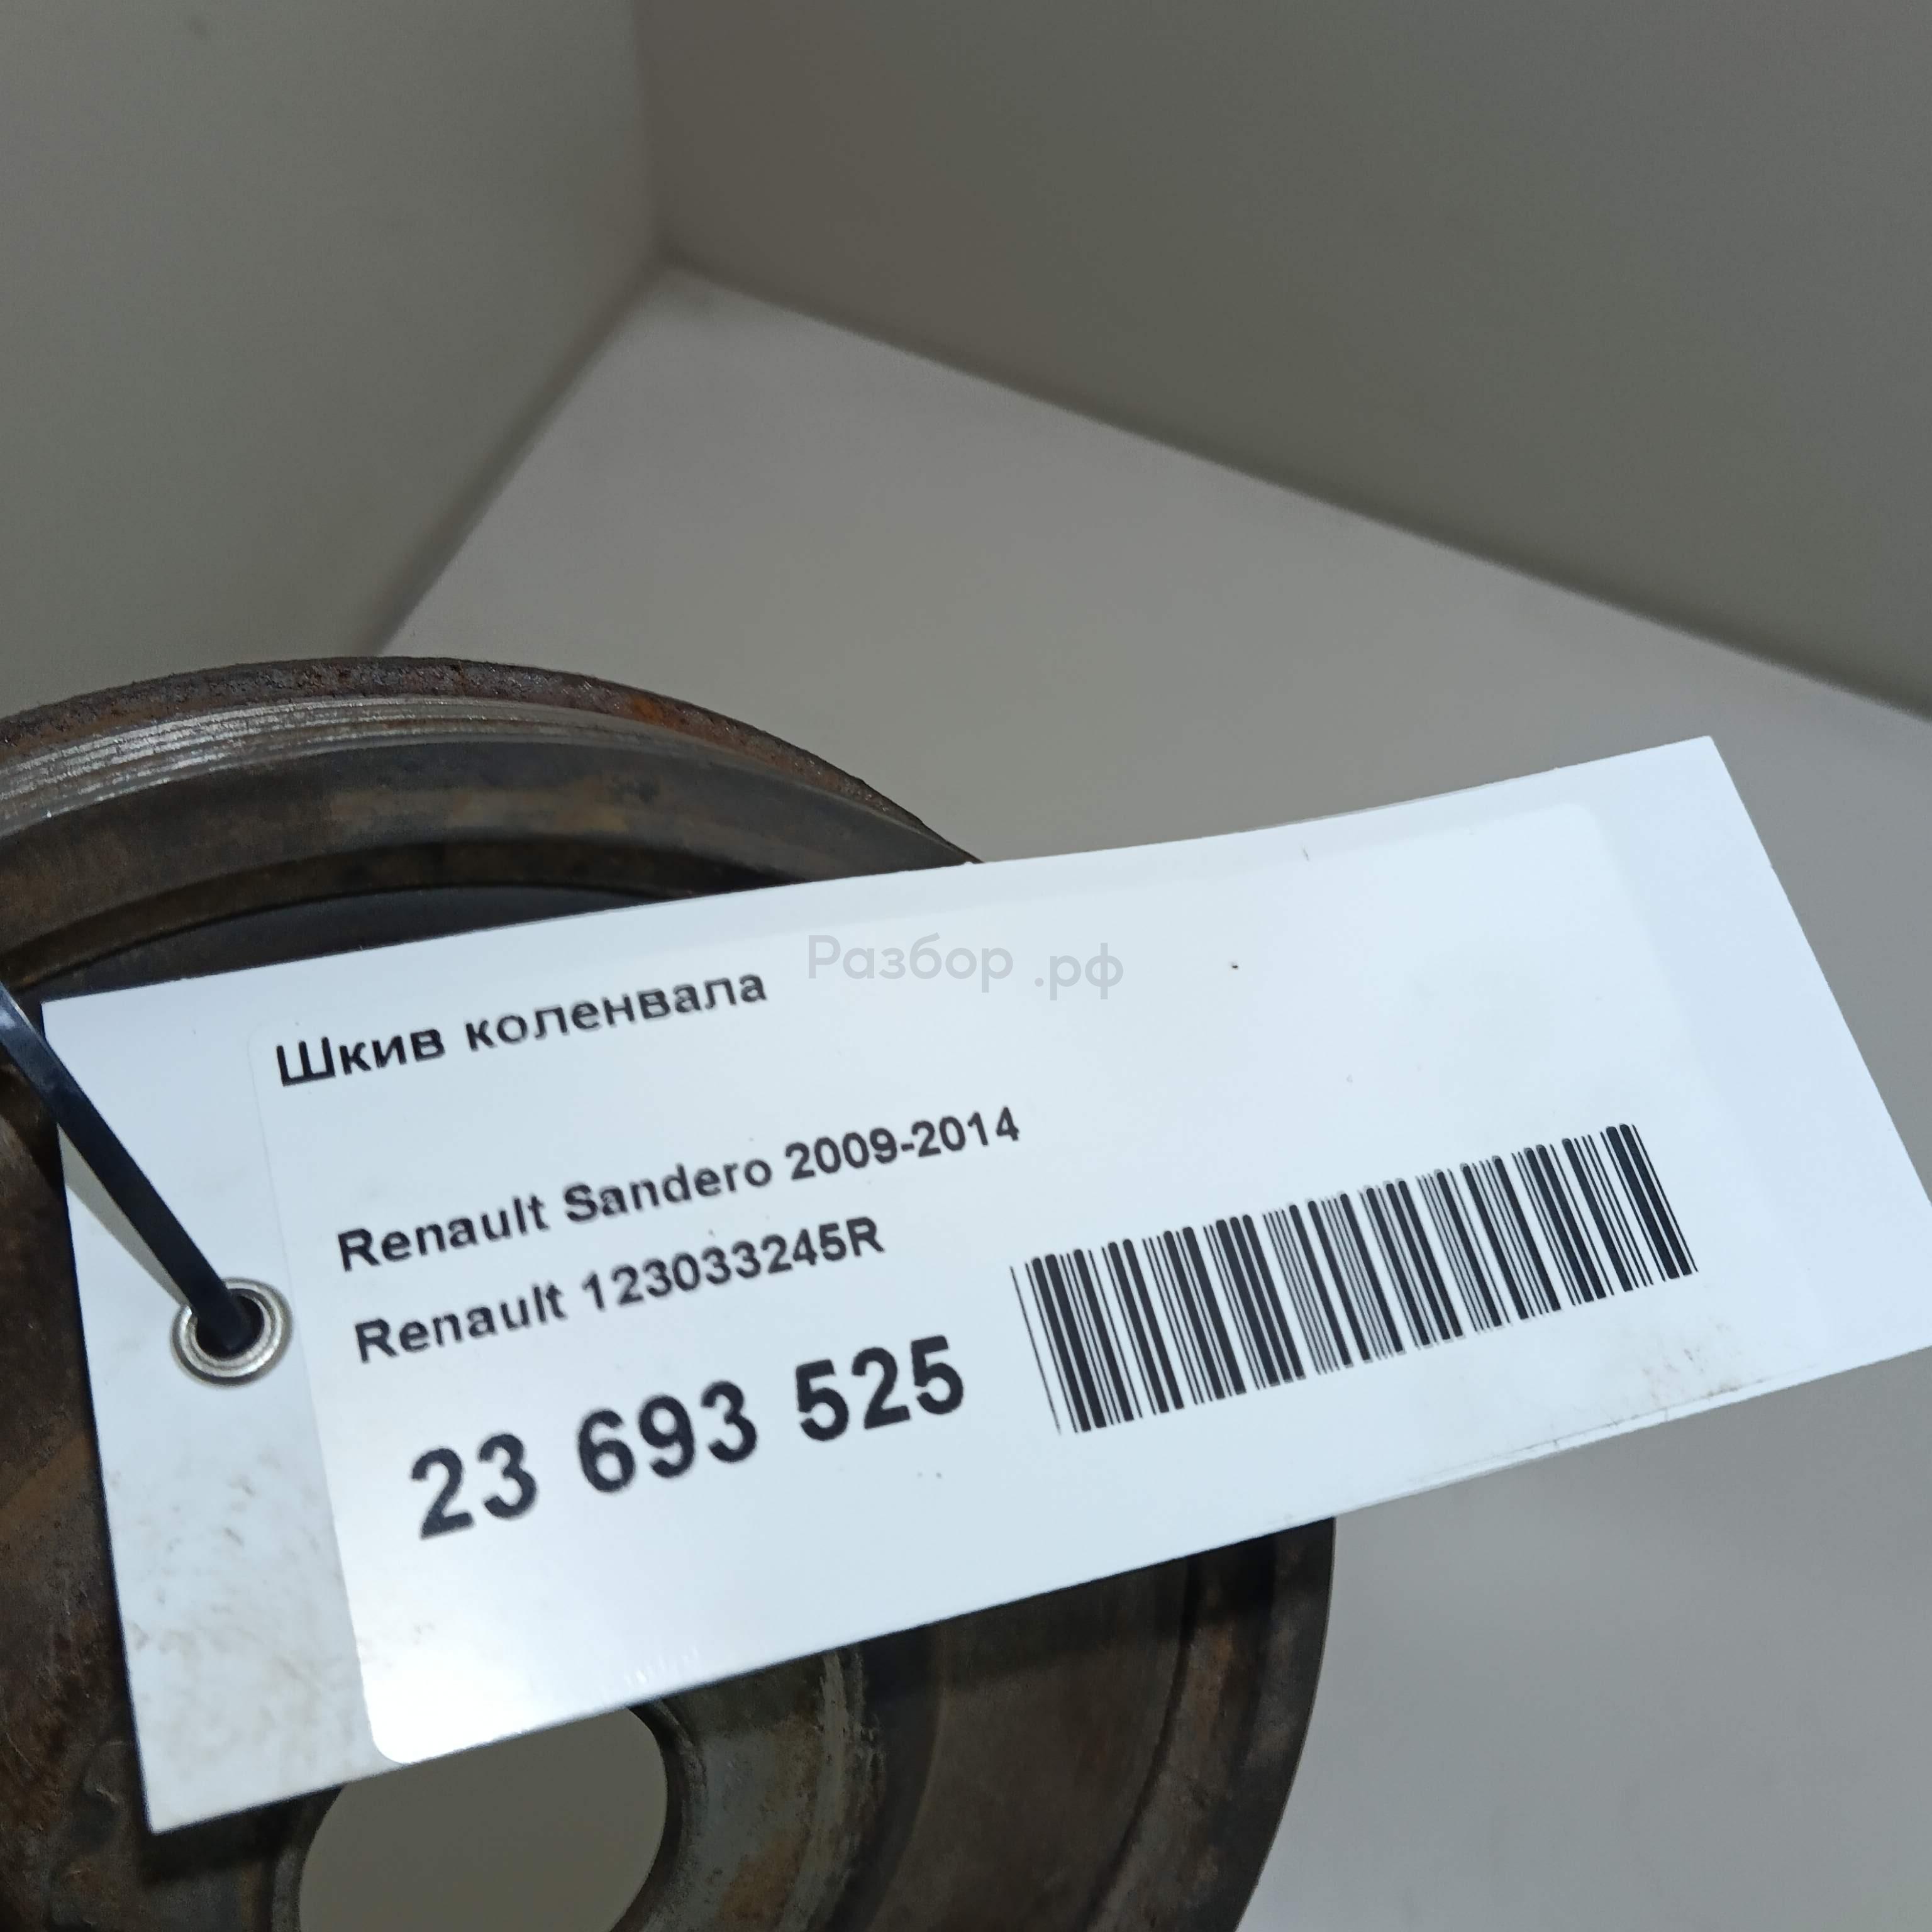 Разбор.рф
Шкив коленвала
Renault Sandero 2009-2014
Renault 123033245R
23 693 525